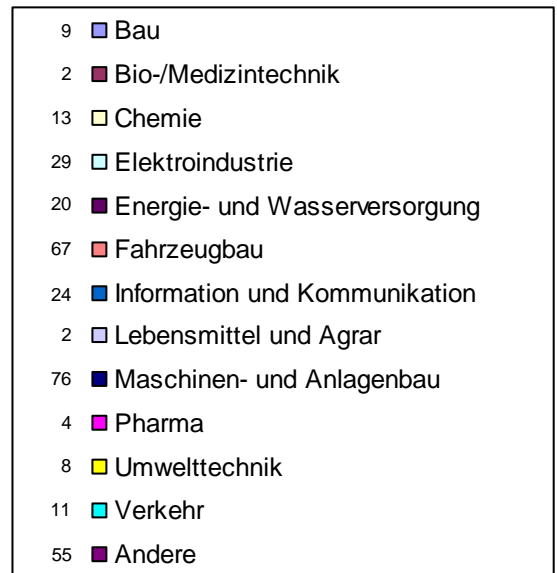 9 Bau
2 Bio-/Medizintechnik
13 Chemie
29 Elektroindustrie
20 Energie- und Wasserversorgung
67 Fahrzeugbau
24 Information und Kommunikation
2 Lebensmittel und Agrar
76 Maschinen- und Anlagenbau
4 Pharma
8 Umwelttechnik
11 Verkehr
55 Andere